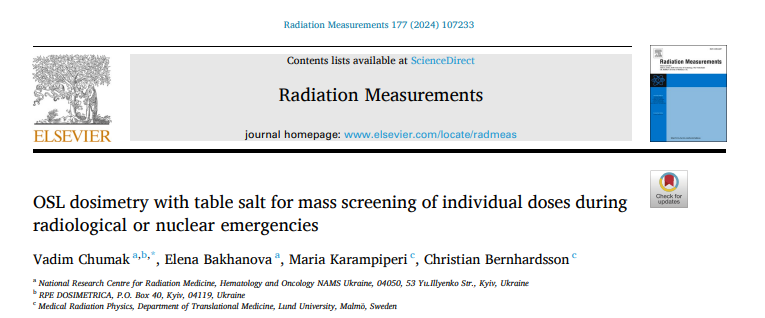 Radiation Measurements 177 (2024) 107233
Contents lists available at ScienceDirect
Radiation Measurements
journal homepage: www.elsevier.com/locate/radmeas
ELSEVIER
Radiation Measurements
Check for
updates
OSL dosimetry with table salt for mass screening of individual doses during
radiological or nuclear emergencies
Vadim Chumak a,b,*, Elena Bakhanova a, Maria Karampiperi c, Christian Bernhardsson c
a National Research Centre for Radiation Medicine, Hematology and Oncology NAMS Ukraine, 04050, 53 Yu.Illyenko Str., Kyiv, Ukraine
b RPE DOSIMETRICA, P.O. Box 40, Kyiv, 04119, Ukraine
c Medical Radiation Physics, Department of Translational Medicine, Lund University, Malmö, Sweden